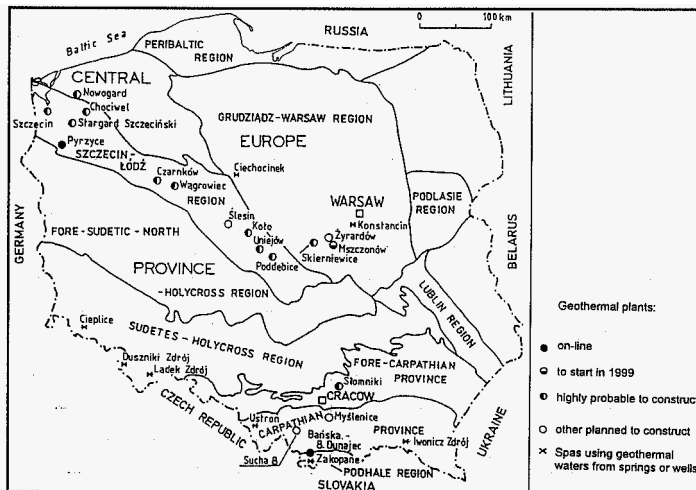 0 100 km
Baltic Sea
RUSSIA
PERIBALTIC
REGION
LITHUANIA
CENTRAL
Nowogard
Chociwel
Szczecin
Stargard Szczeciński
GRUDZIĄDZ-WARSAW REGION
Pyrzyce
EUROPE
SZCZECIN-
ŁÓDŹ
Czarnków
Wągrowiec
Ciechocinek
REGION
WARSAW
PODLASIE
REGION
BELARUS
GERMANY
Ślesin
Konstancin
Koło
Żyrardów
FORE-SUDETIC-NORTH
Uniejów
Mszczonów
Skierniewice
Poddębice
PROVINCE
-HOLYCROSS REGION
LUBLIN REGION
Geothermal plants:
Cieplice
SUDETES-HOLYCROSS REGION
on-line
Duszniki Zdrój
Lądek Zdrój
FORE-CARPATHIAN
PROVINCE
to start in 1999
Słomniki
CRACOW
highly probable to construct
CZECH REPUBLIC
Ustroń
CARPATHIAN
Myślenice
PROVINCE
UKRAINE
other planned to construct
Sucha B.
Bańska-
B. Dunajec
Iwonicz Zdrój
Zakopane
PODHALE REGION
Spas using geothermal
waters from springs or wells
SLOVAKIA